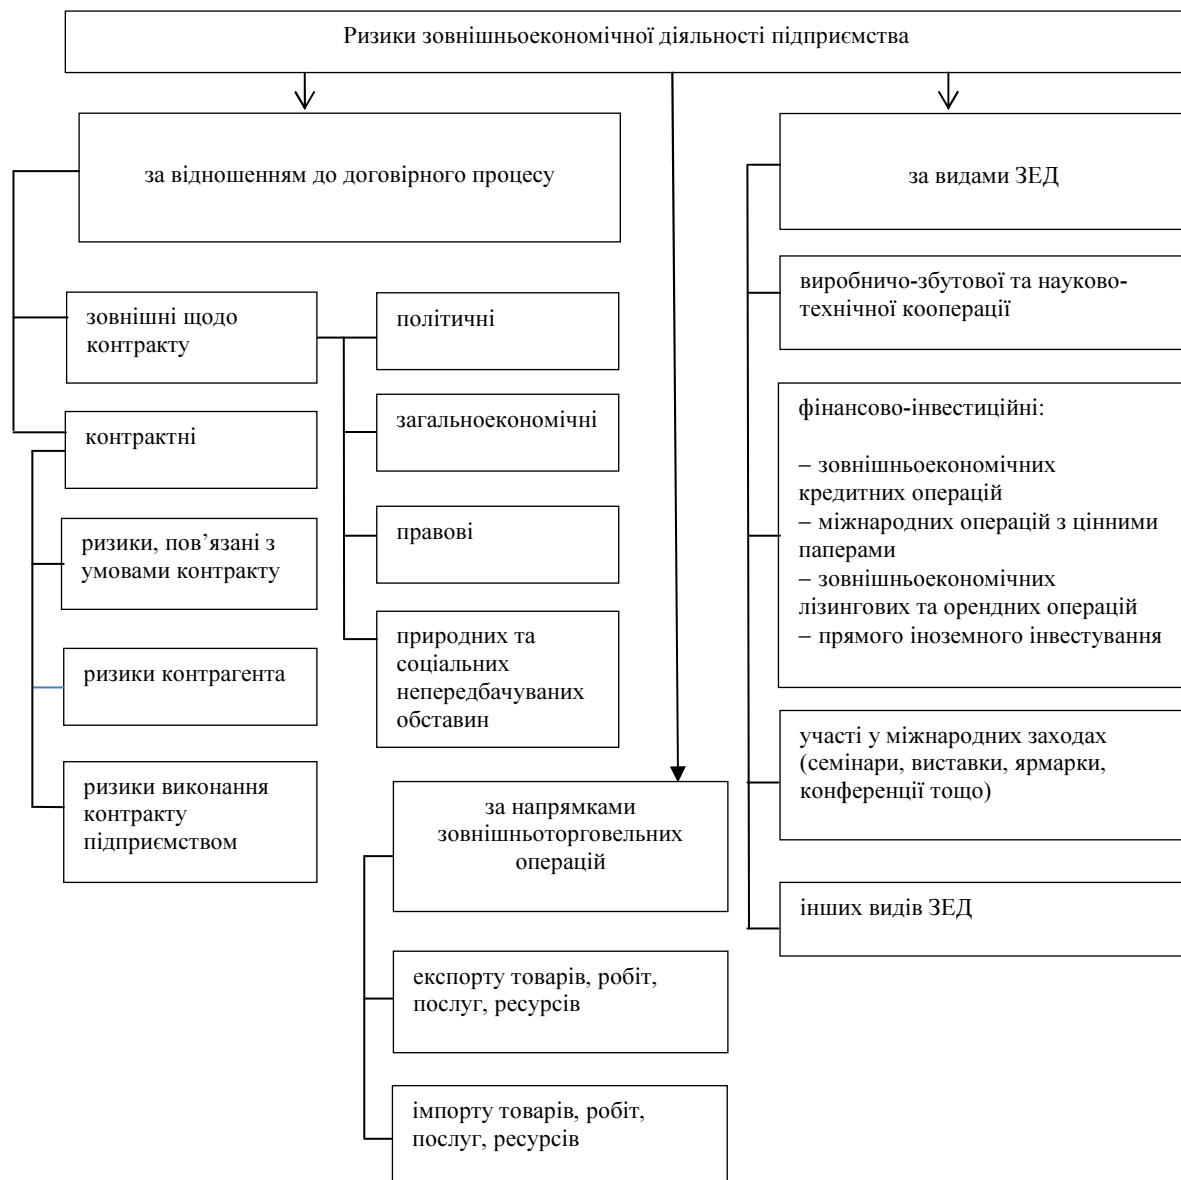 Ризики зовнішньоекономічної діяльності підприємства
за відношенням до договірного процесу
зовнішні щодо
контракту
контрактні
ризики, пов’язані з
умовами контракту
ризики контрагента
ризики виконання
контракту
підприємством
політичні
загальноекономічні
правові
природних та
соціальних
непередбачуваних
обставин
за напрямками
зовнішньоторговельних
операцій
експорту товарів, робіт,
послуг, ресурсів
імпорту товарів, робіт,
послуг, ресурсів
за видами ЗЕД
виробничо-збутової та науково-
технічної кооперації
фінансово-інвестиційні:
– зовнішньоекономічних
кредитних операцій
– міжнародних операцій з цінними
паперами
– зовнішньоекономічних
лізингових та орендних операцій
– прямого іноземного інвестування
участі у міжнародних заходах
(семінари, виставки, ярмарки,
конференції тощо)
інших видів ЗЕД